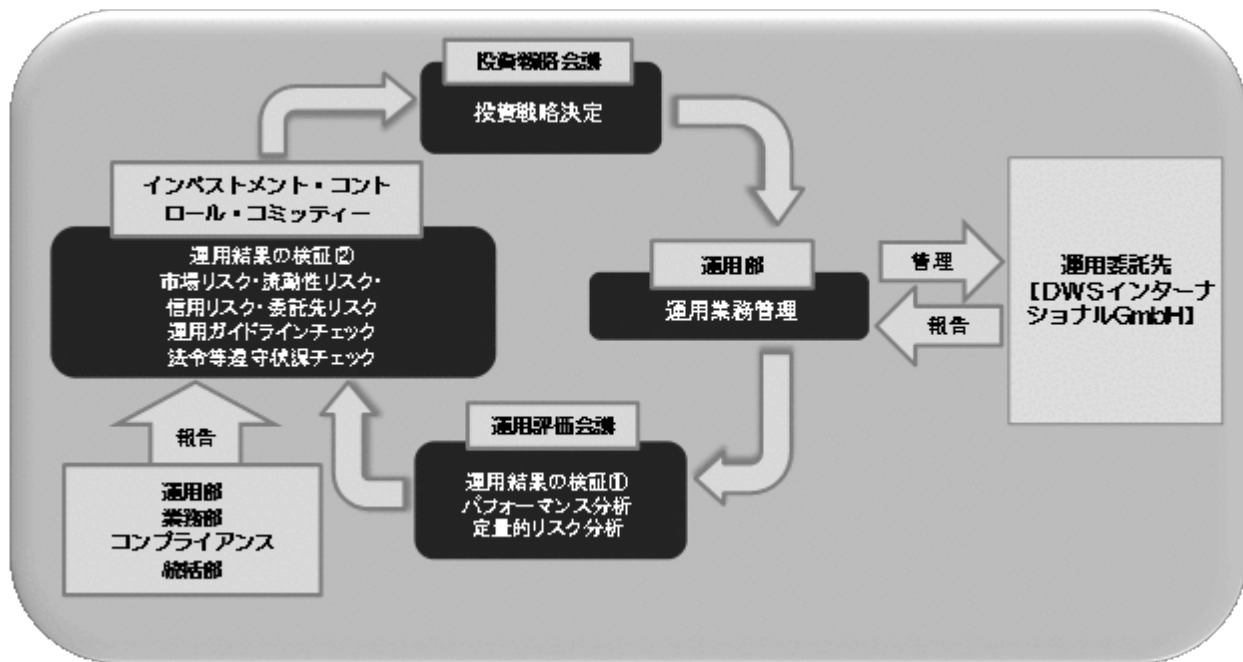 投資戦略会議
投資戦略決定
インベストメント・コント
ロール・コミッティー
運用結果の検証②
市場リスク・流動性リスク・
信用リスク・委託先リスク
運用ガイドラインチェック
法令等遵守状況チェック
運用部
運用業務管理
管理
報告
運用委託先
【DWSインターナ
ショナルGmbH】
運用評価会議
運用結果の検証①
パフォーマンス分析
定量的リスク分析
報告
運用部
業務部
コンプライアンス
統括部